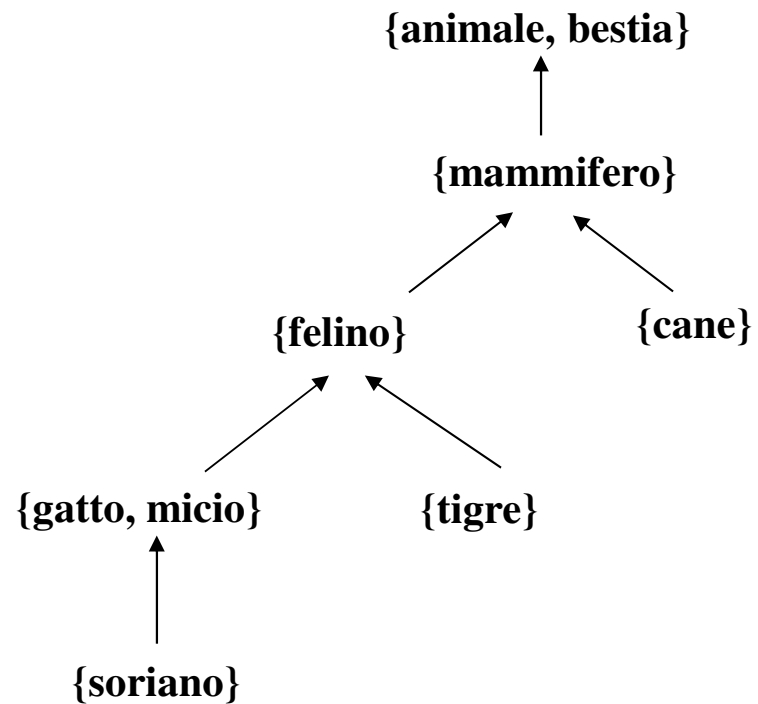 {animale, bestia}
{mammifero}
{felino}
{cane}
{gatto, micio}
{tigre}
{soriano}